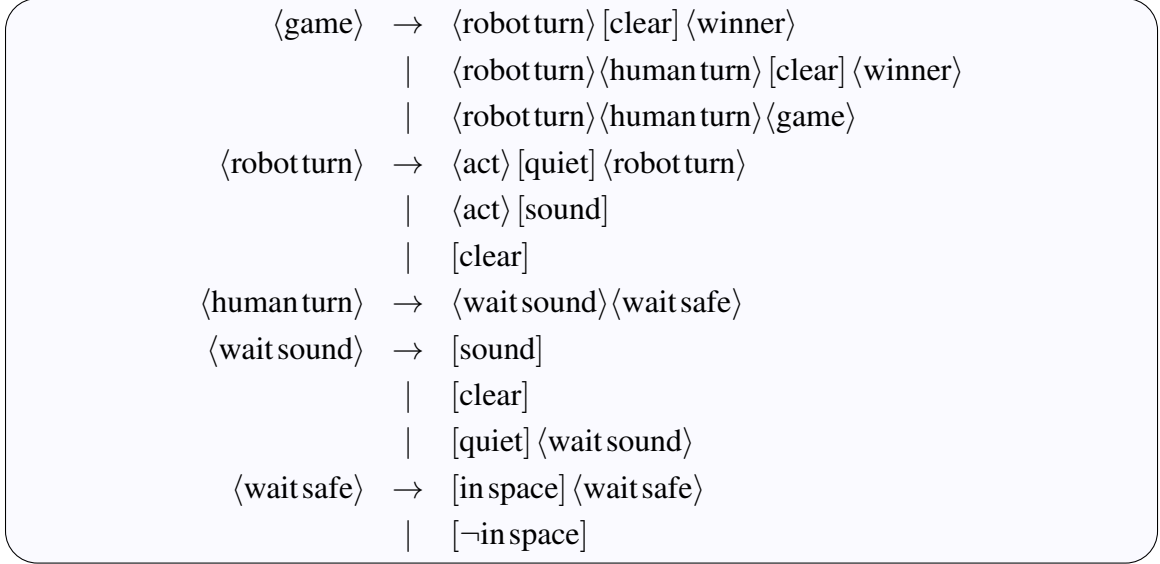 ⟨game⟩ → ⟨robot turn⟩ [clear] ⟨winner⟩
| ⟨robot turn⟩ ⟨human turn⟩ [clear] ⟨winner⟩
| ⟨robot turn⟩ ⟨human turn⟩ ⟨game⟩
⟨robot turn⟩ → ⟨act⟩ [quiet] ⟨robot turn⟩
| ⟨act⟩ [sound]
| [clear]
⟨human turn⟩ → ⟨wait sound⟩ ⟨wait safe⟩
⟨wait sound⟩ → [sound]
| [clear]
| [quiet] ⟨wait sound⟩
⟨wait safe⟩ → [in space] ⟨wait safe⟩
| [¬in space]